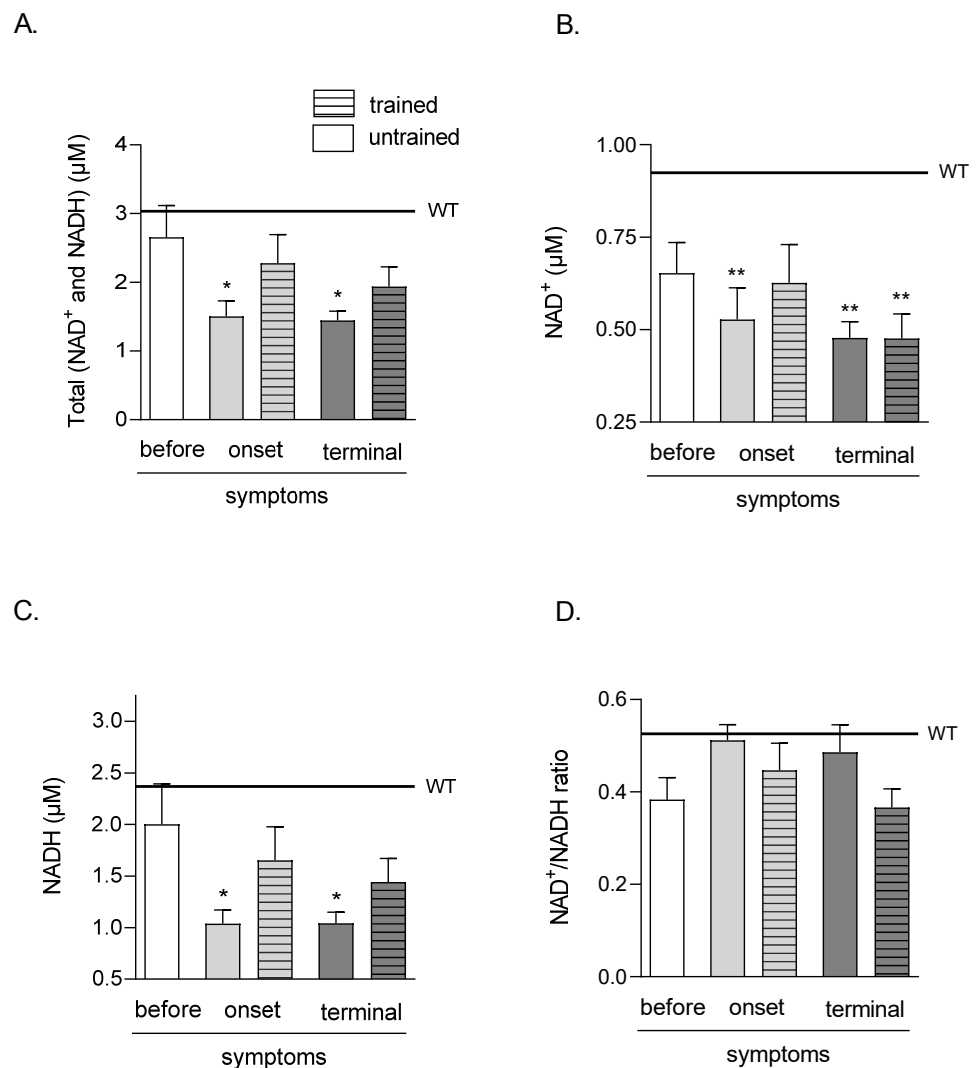 A.
trained
untrained
Total (NAD⁺ and NADH) (µM)
4
3
2
1
0
WT
*
*
before
onset
terminal
symptoms
B.
NAD⁺ (µM)
1.00
0.75
0.50
0.25
WT
**
**
**
before
onset
terminal
symptoms
C.
NADH (µM)
3.0
2.5
2.0
1.5
1.0
0.5
WT
*
*
before
onset
terminal
symptoms
D.
NAD⁺/NADH ratio
0.6
0.4
0.2
0.0
WT
before
onset
terminal
symptoms